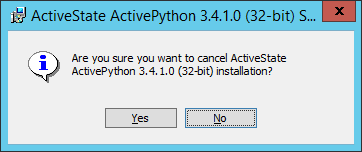 ActiveState ActivePython 3.4.1.0 (32-bit) S...
Are you sure you want to cancel ActiveState
ActivePython 3.4.1.0 (32-bit) installation?
Yes No